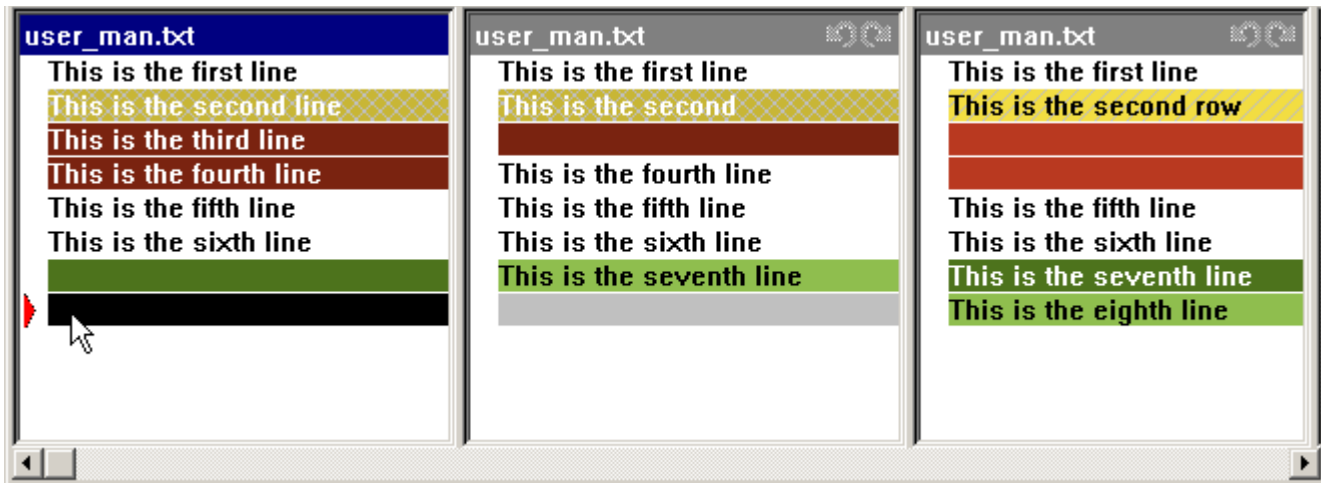 user_man.txt
This is the first line
This is the second line
This is the third line
This is the fourth line
This is the fifth line
This is the sixth line
user_man.txt
This is the first line
This is the second
This is the fourth line
This is the fifth line
This is the sixth line
This is the seventh line
user_man.txt
This is the first line
This is the second row
This is the fifth line
This is the sixth line
This is the seventh line
This is the eighth line